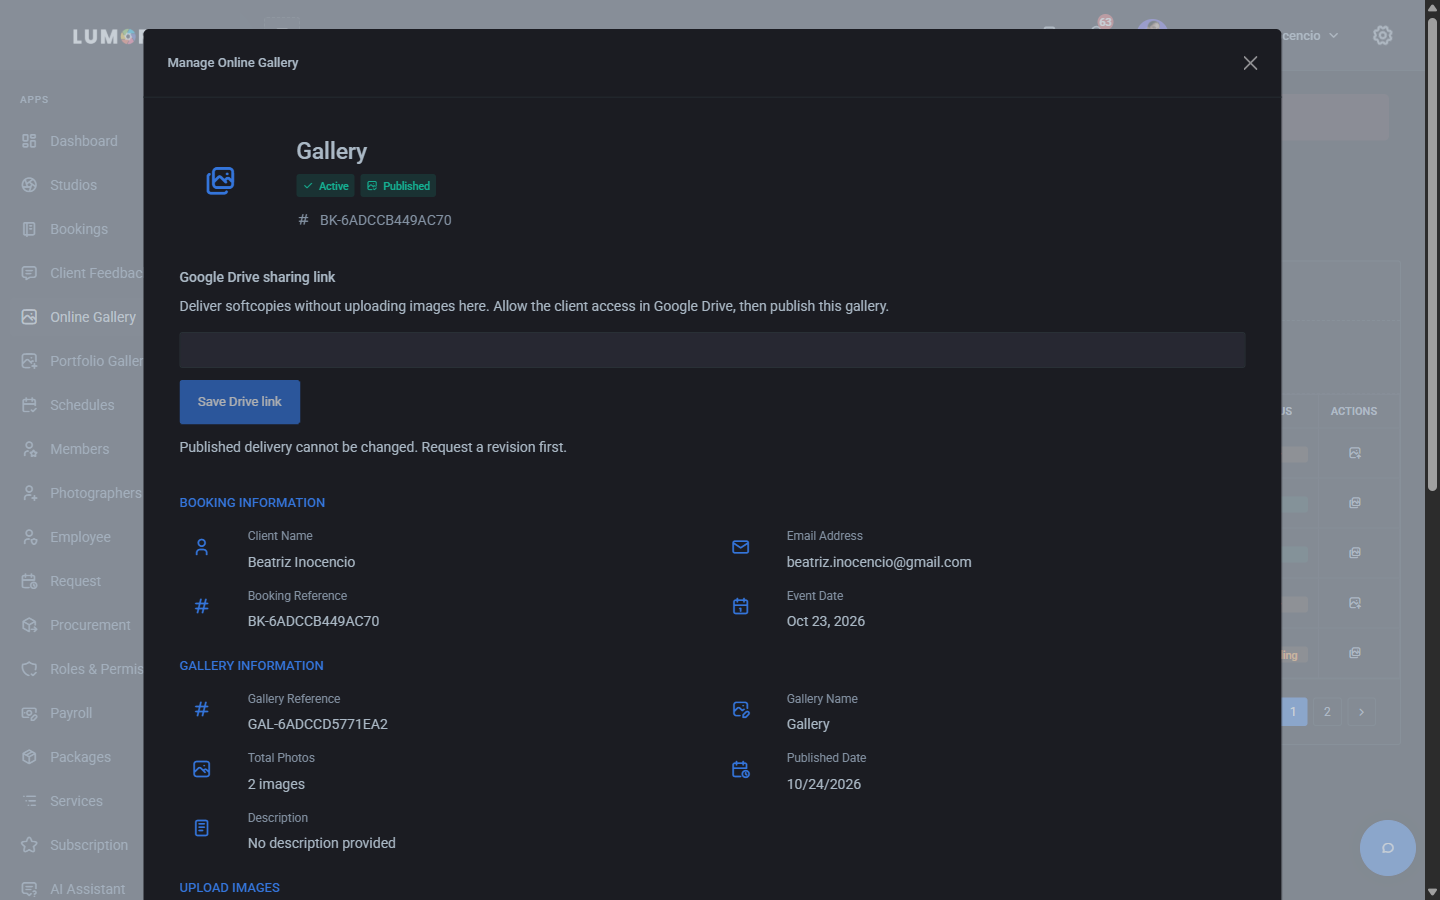 63
cencio
Manage Online Gallery
APPS
Dashboard
Studios
Bookings
Client Feedbac
Online Gallery
Portfolio Galler
Schedules
Members
Photographers
Employee
Request
Procurement
Roles & Permis
Payroll
Packages
Services
Subscription
AI Assistant
Gallery
Active
Published
# BK-6ADCCB449AC70
Google Drive sharing link
Deliver softcopies without uploading images here. Allow the client access in Google Drive, then publish this gallery.
Save Drive link
Published delivery cannot be changed. Request a revision first.
BOOKING INFORMATION
Client Name
Beatriz Inocencio
Email Address
beatriz.inocencio@gmail.com
# Booking Reference
BK-6ADCCB449AC70
Event Date
Oct 23, 2026
GALLERY INFORMATION
# Gallery Reference
GAL-6ADCCD5771EA2
Gallery Name
Gallery
Total Photos
2 images
Published Date
10/24/2026
Description
No description provided
UPLOAD IMAGES
US
ACTIONS
ing
1
2